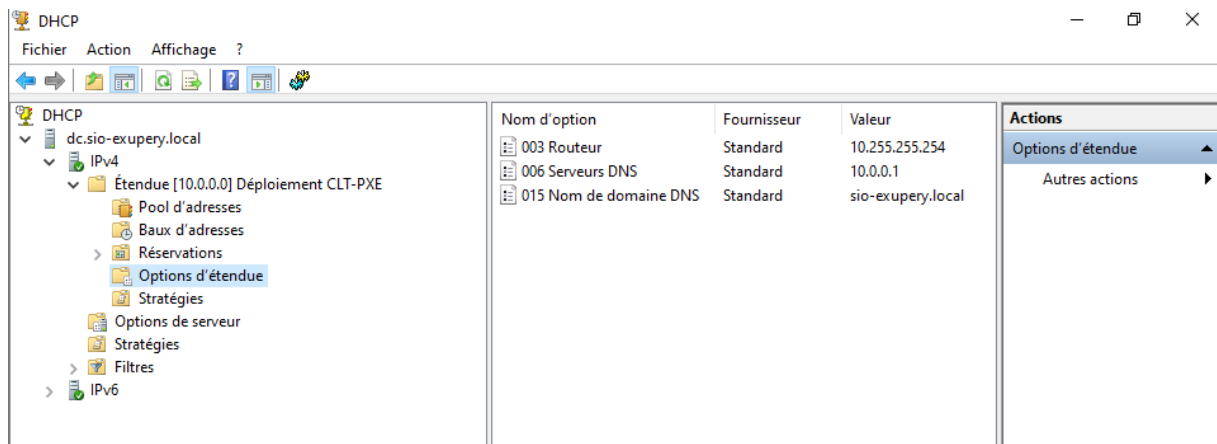 DHCP
Fichier Action Affichage ?
DHCP
dc.sio-exupery.local
IPv4
Étendue [10.0.0.0] Déploiement CLT-PXE
Pool d'adresses
Baux d'adresses
Réservations
Options d'étendue
Stratégies
Options de serveur
Stratégies
Filtres
IPv6
Nom d'option Fournisseur Valeur
003 Routeur Standard 10.255.255.254
006 Serveurs DNS Standard 10.0.0.1
015 Nom de domaine DNS Standard sio-exupery.local
Actions
Options d'étendue
Autres actions